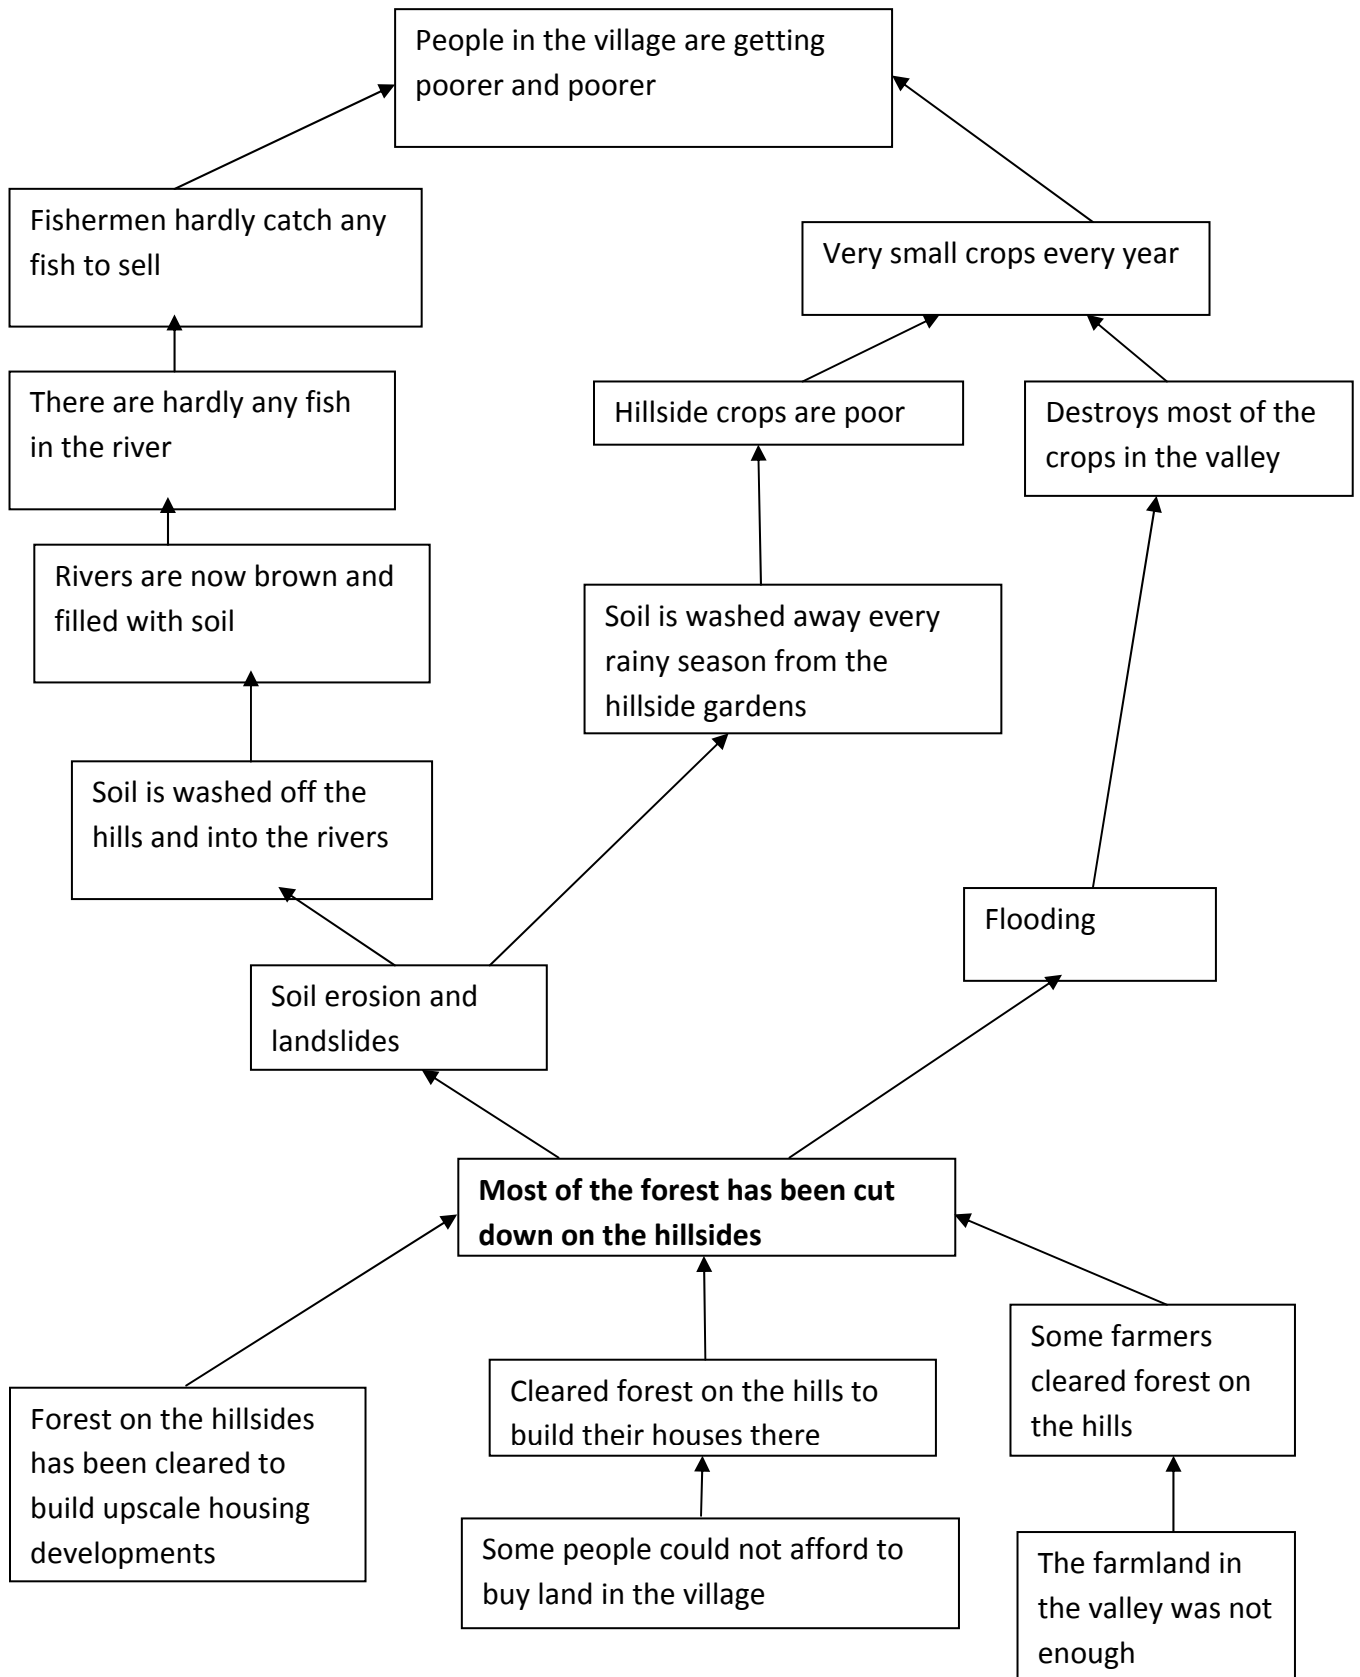 People in the village are getting
poorer and poorer
Fishermen hardly catch any
fish to sell
Very small crops every year
There are hardly any fish
in the river
Hillside crops are poor
Destroys most of the
crops in the valley
Rivers are now brown and
filled with soil
Soil is washed away every
rainy season from the
hillside gardens
Soil is washed off the
hills and into the rivers
Flooding
Soil erosion and
landslides
Most of the forest has been cut
down on the hillsides
Forest on the hillsides
has been cleared to
build upscale housing
developments
Cleared forest on the hills to
build their houses there
Some farmers
cleared forest on
the hills
Some people could not afford to
buy land in the village
The farmland in
the valley was not
enough